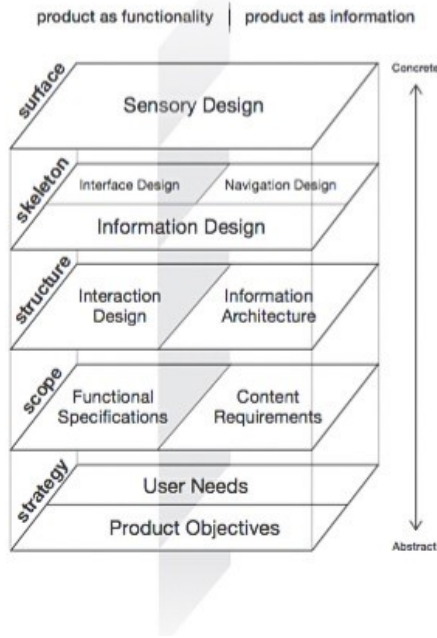 product as functionality | product as information
Concrete
surface
Sensory Design
skeleton
Interface Design
Navigation Design
Information Design
structure
Interaction
Design
Information
Architecture
scope
Functional
Specifications
Content
Requirements
strategy
User Needs
Product Objectives
Abstract